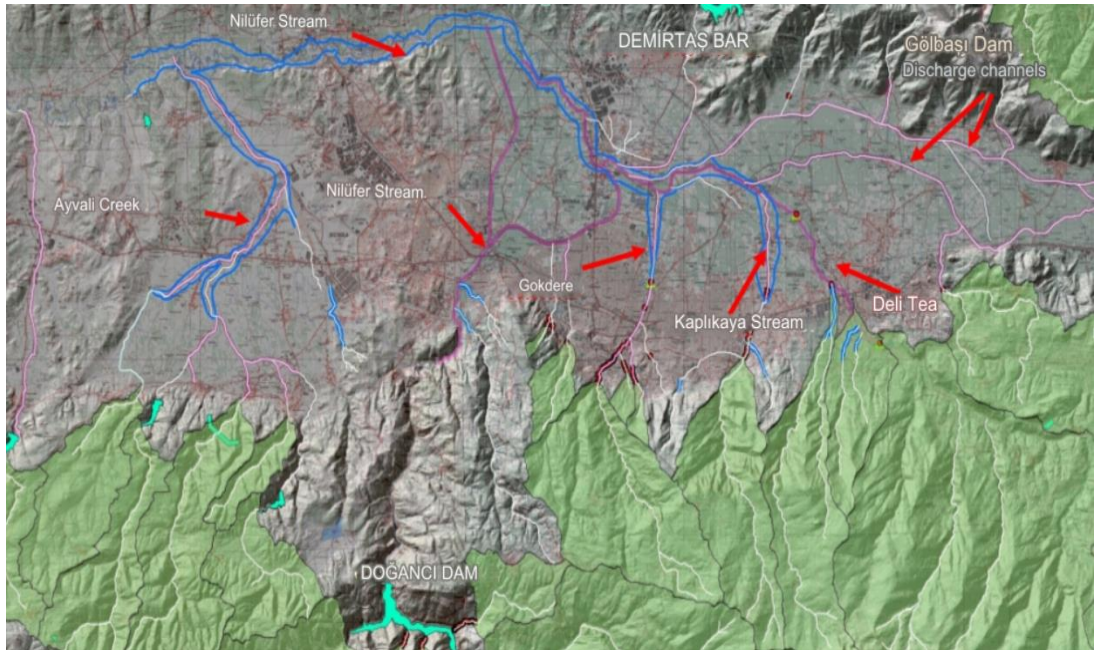 Nilüfer Stream
DEMİRTAŞ BAR
Gölbaşı Dam
Discharge channels
Ayvali Creek
Nilüfer Stream.
Gokdere
Kaplıkaya Stream
Deli Tea
DOĞANCI DAM